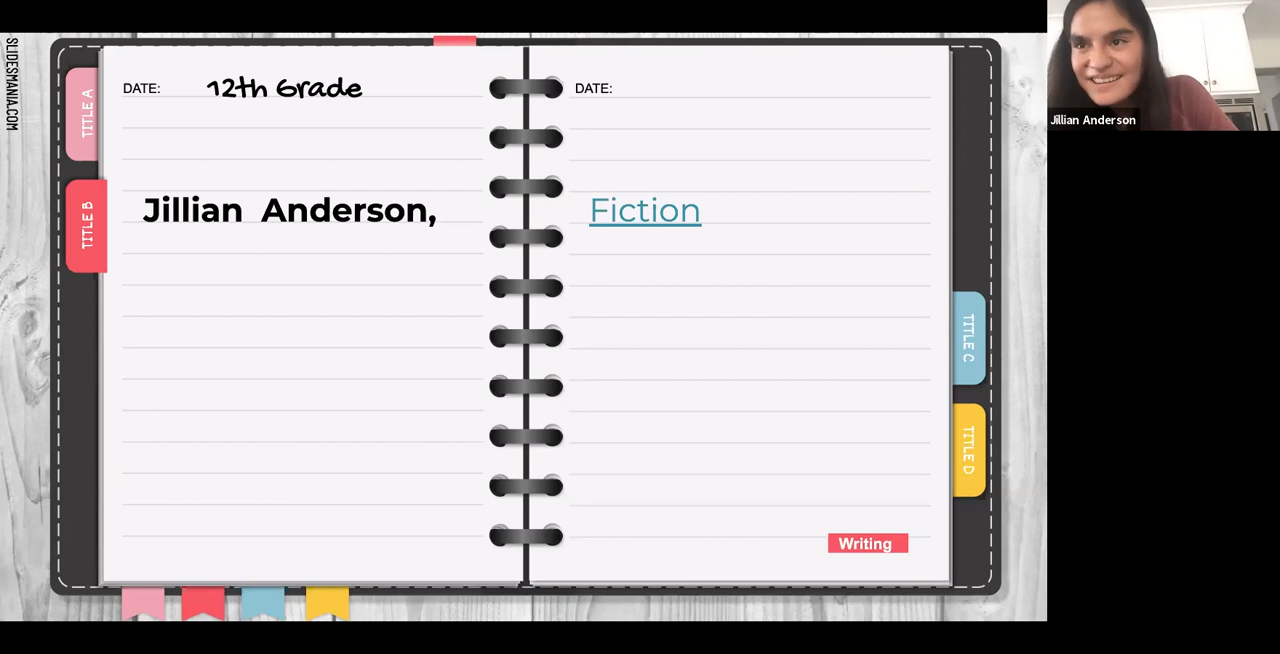 SLIDESMANIA.COM
TITLE A
TITLE B
DATE: 12th Grade
Jillian Anderson,
DATE:
Fiction
Writing
TITLE C
TITLE D
Jillian Anderson